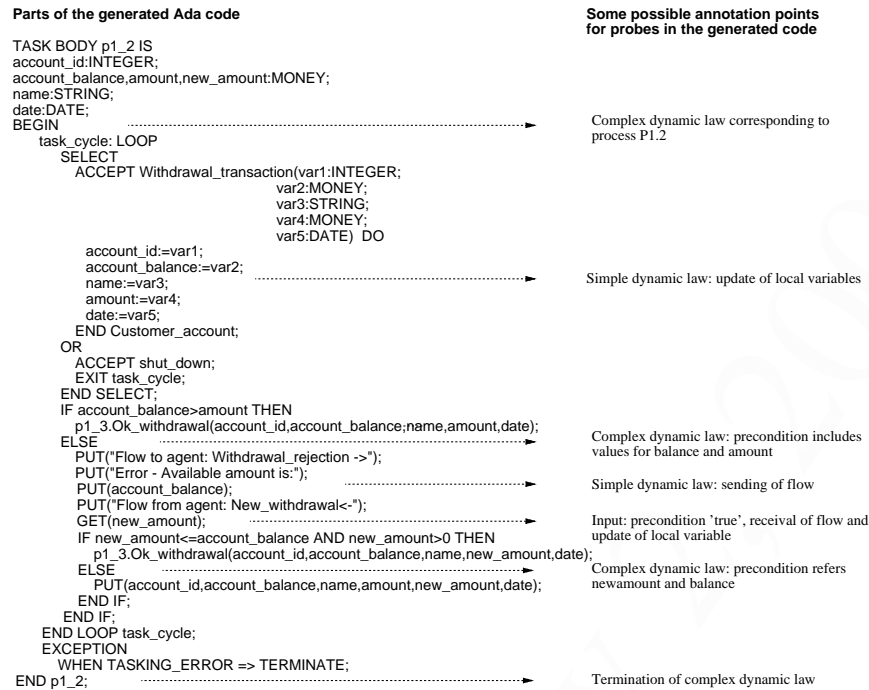 Parts of the generated Ada code
Some possible annotation points
for probes in the generated code
TASK BODY p1_2 IS
account_id:INTEGER;
account_balance,amount,new_amount:MONEY;
name:STRING;
date:DATE;
BEGIN
Complex dynamic law corresponding to
process P1.2
task_cycle: LOOP
SELECT
ACCEPT Withdrawal_transaction(var1:INTEGER;
var2:MONEY;
var3:STRING;
var4:MONEY;
var5:DATE) DO
account_id:=var1;
account_balance:=var2;
name:=var3;
Simple dynamic law: update of local variables
amount:=var4;
date:=var5;
END Customer_account;
OR
ACCEPT shut_down;
EXIT task_cycle;
END SELECT;
IF account_balance>amount THEN
p1_3.Ok_withdrawal(account_id,account_balance,name,amount,date);
ELSE
Complex dynamic law: precondition includes
values for balance and amount
PUT("Flow to agent: Withdrawal_rejection ->");
PUT("Error - Available amount is:");
PUT(account_balance);
Simple dynamic law: sending of flow
PUT("Flow from agent: New_withdrawal<-");
GET(new_amount);
Input: precondition 'true', receival of flow and
update of local variable
IF new_amount<=account_balance AND new_amount>0 THEN
p1_3.Ok_withdrawal(account_id,account_balance,name,new_amount,date);
ELSE
Complex dynamic law: precondition refers
newamount and balance
PUT(account_id,account_balance,name,amount,new_amount,date);
END IF;
END IF;
END LOOP task_cycle;
EXCEPTION
WHEN TASKING_ERROR => TERMINATE;
END p1_2;
Termination of complex dynamic law